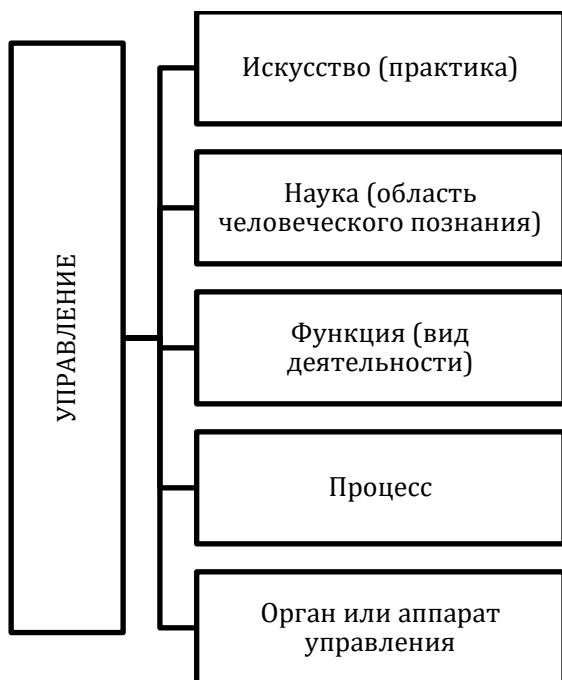 УПРАВЛЕНИЕ
Искусство (практика)
Наука (область
человеческого познания)
Функция (вид
деятельности)
Процесс
Орган или аппарат
управления